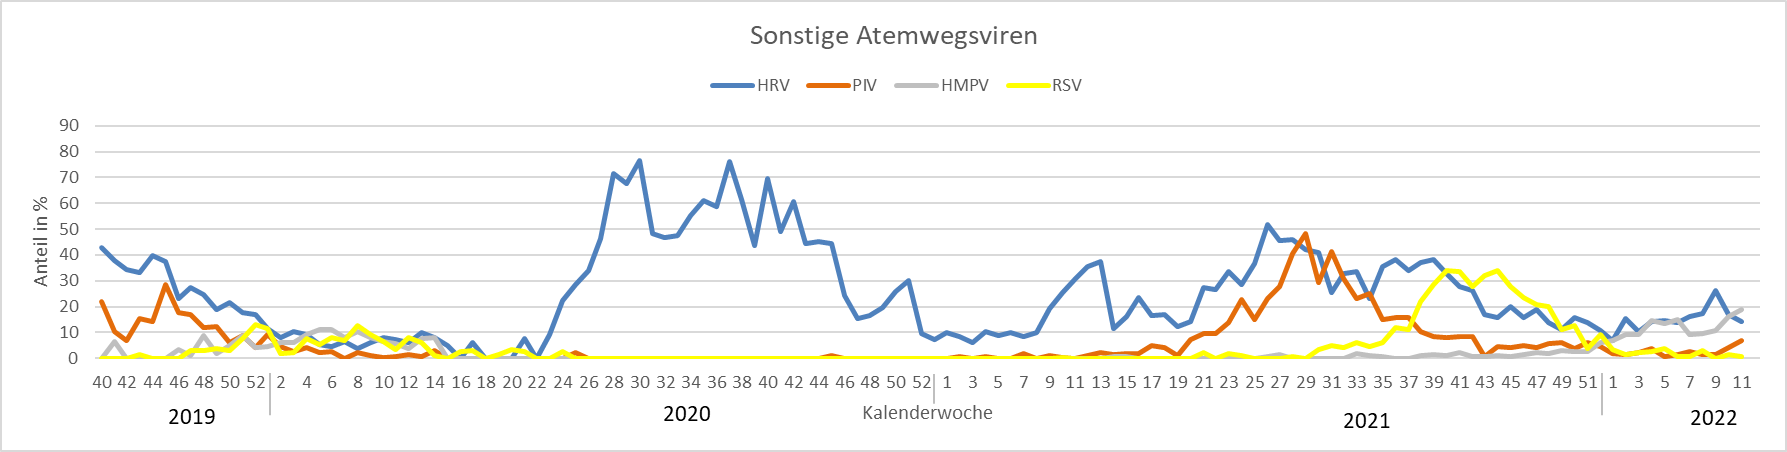 Sonstige Atemwegsviren
HRV PIV HMPV RSV
Anteil in %
90
80
70
60
50
40
30
20
10
0
40 42 44 46 48 50 52 2 4 6 8 10 12 14 16 18 20 22 24 26 28 30 32 34 36 38 40 42 44 46 48 50 52 1 3 5 7 9 11 13 15 17 19 21 23 25 27 29 31 33 35 37 39 41 43 45 47 49 51 1 3 5 7 9 11
2019 2020 2021 2022
Kalenderwoche